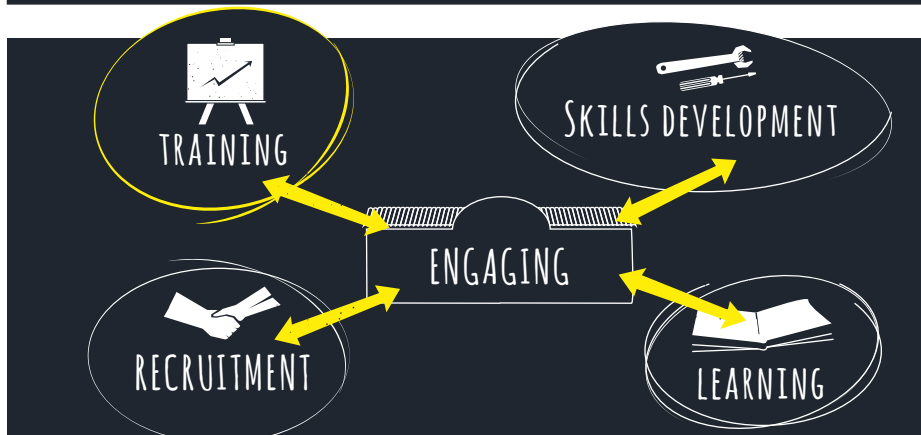 TRAINING
SKILLS DEVELOPMENT
ENGAGING
RECRUITMENT
LEARNING